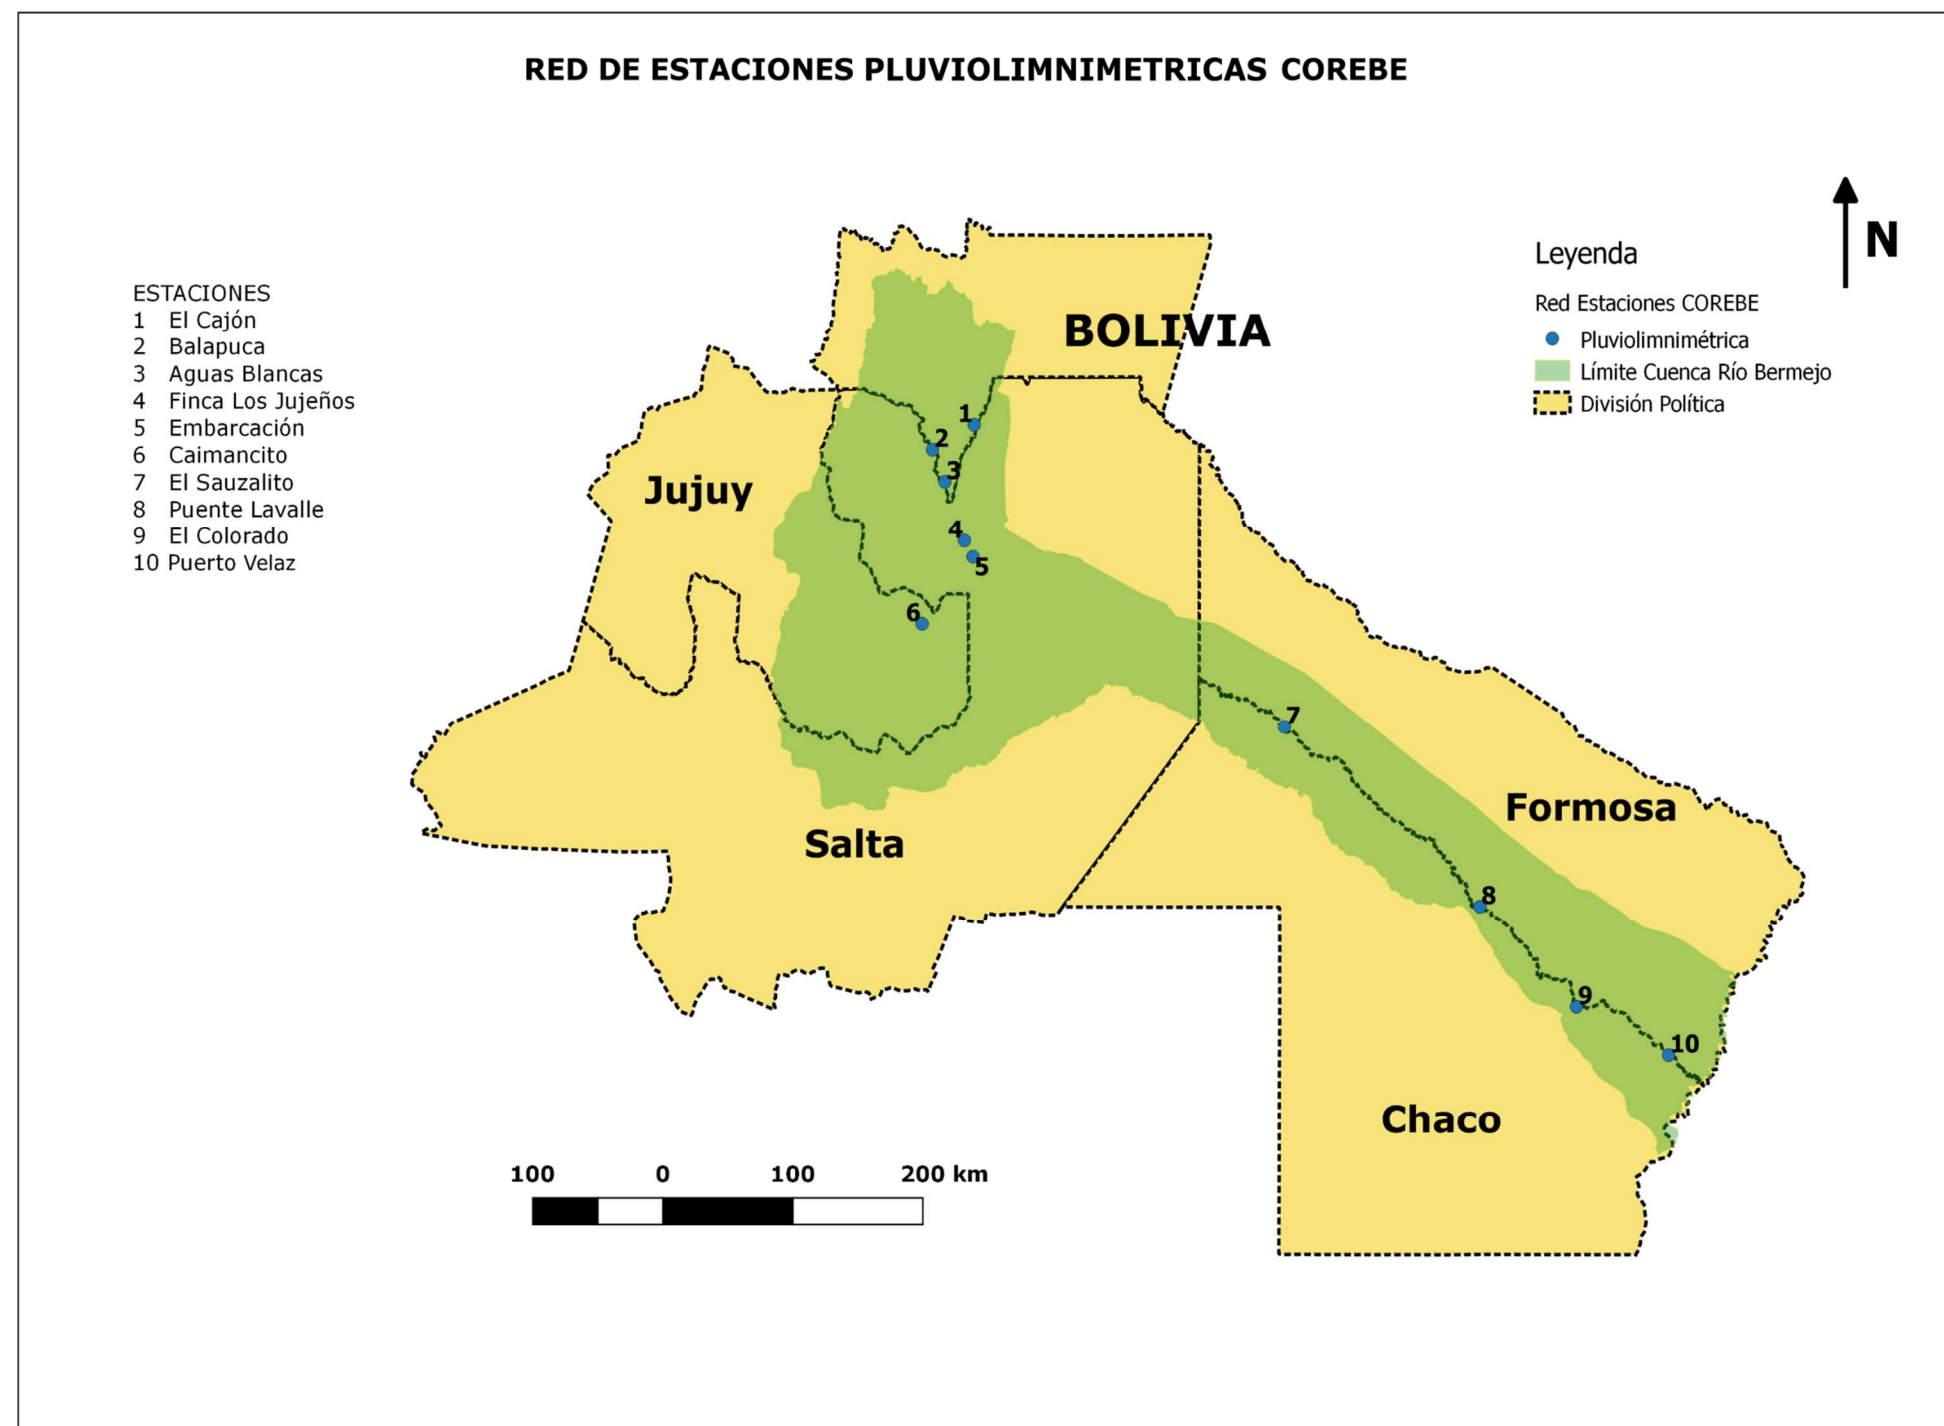 RED DE ESTACIONES PLUVIOLIMNIMETRICAS COREBE
N
Leyenda
Red Estaciones COREBE
Pluviolimnimétrica
Límite Cuenca Río Bermejo
División Política
ESTACIONES
1 El Cajón
2 Balapuca
3 Aguas Blancas
4 Finca Los Jujeños
5 Embarcación
6 Caimancito
7 El Sauzalito
8 Puente Lavalle
9 El Colorado
10 Puerto Velaz
BOLIVIA
1
2
3
Jujuy
4
5
6
7
Formosa
Salta
8
9
10
Chaco
100 0 100 200 km